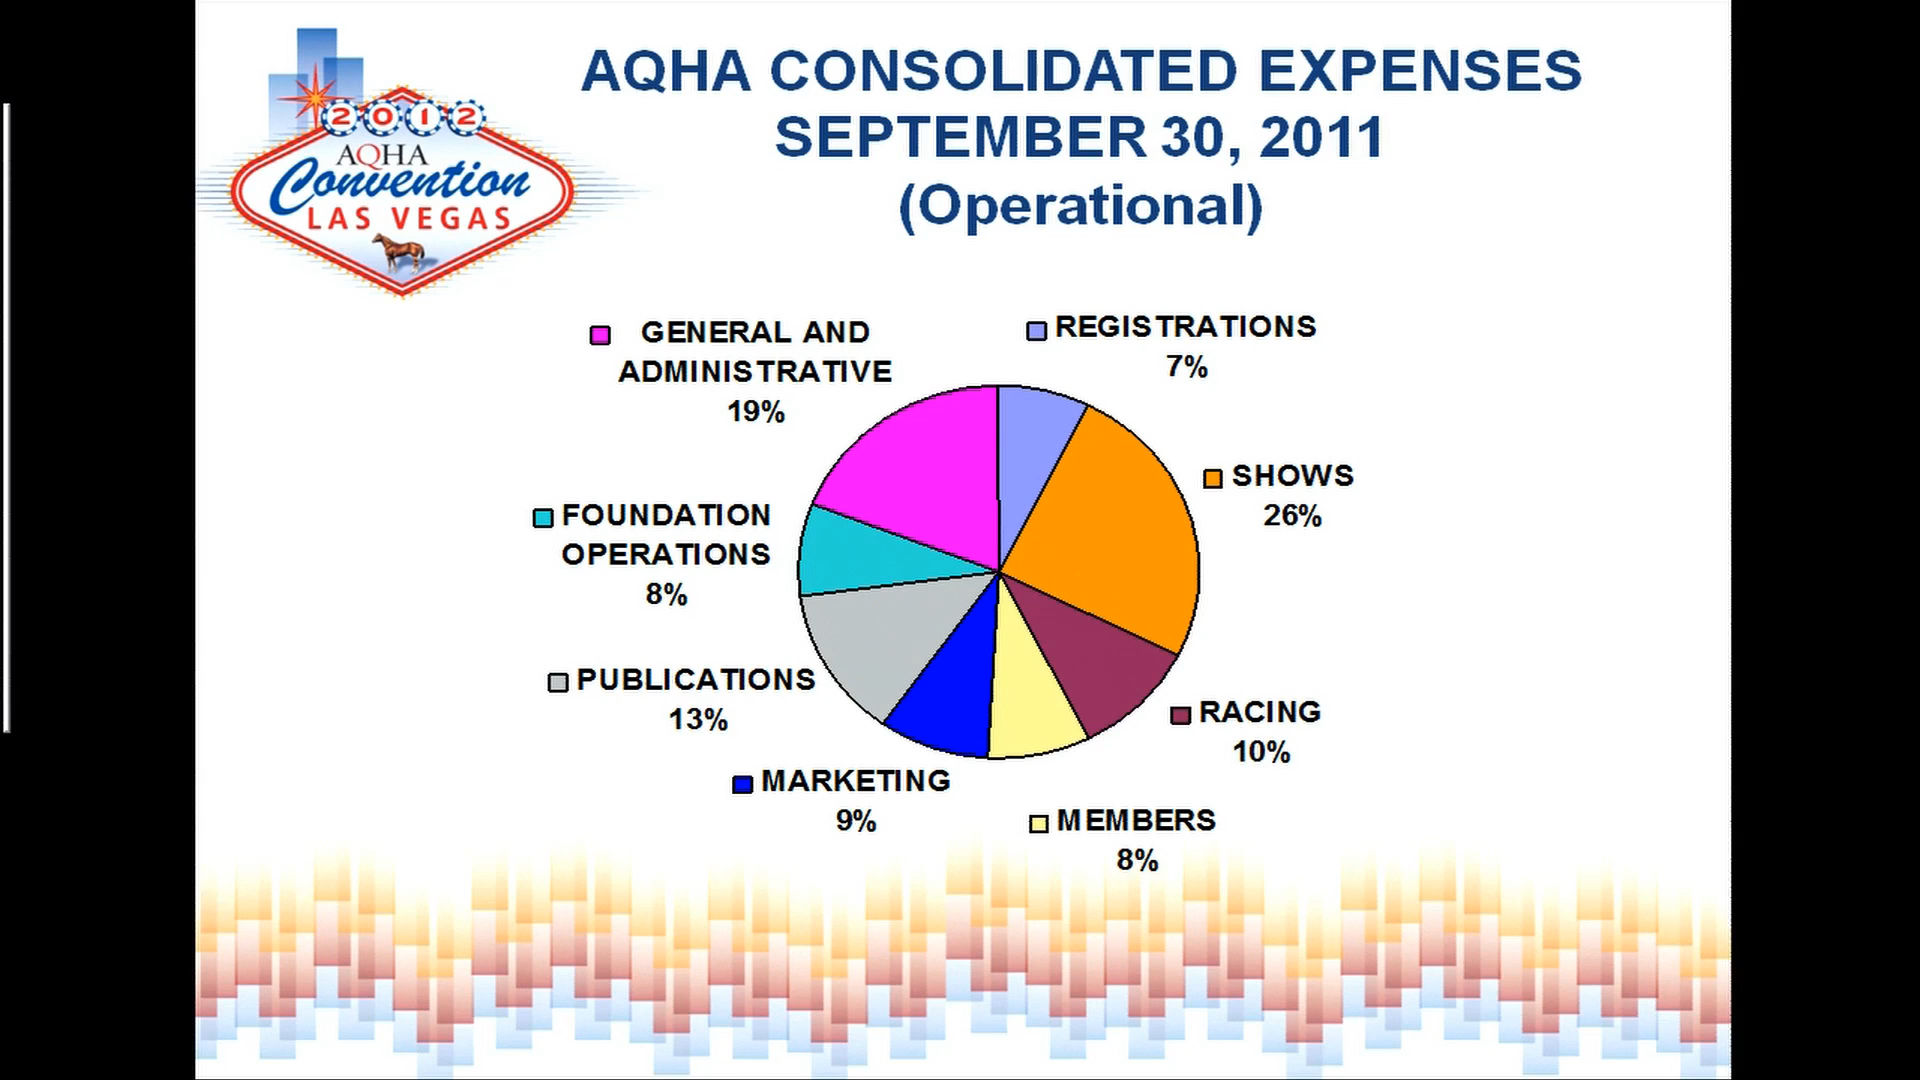 2012
AQHA
Convention
LAS VEGAS
AQHA CONSOLIDATED EXPENSES
SEPTEMBER 30, 2011
(Operational)
GENERAL AND
ADMINISTRATIVE
19%
REGISTRATIONS
7%
SHOWS
26%
FOUNDATION
OPERATIONS
8%
PUBLICATIONS
13%
RACING
10%
MARKETING
9%
MEMBERS
8%